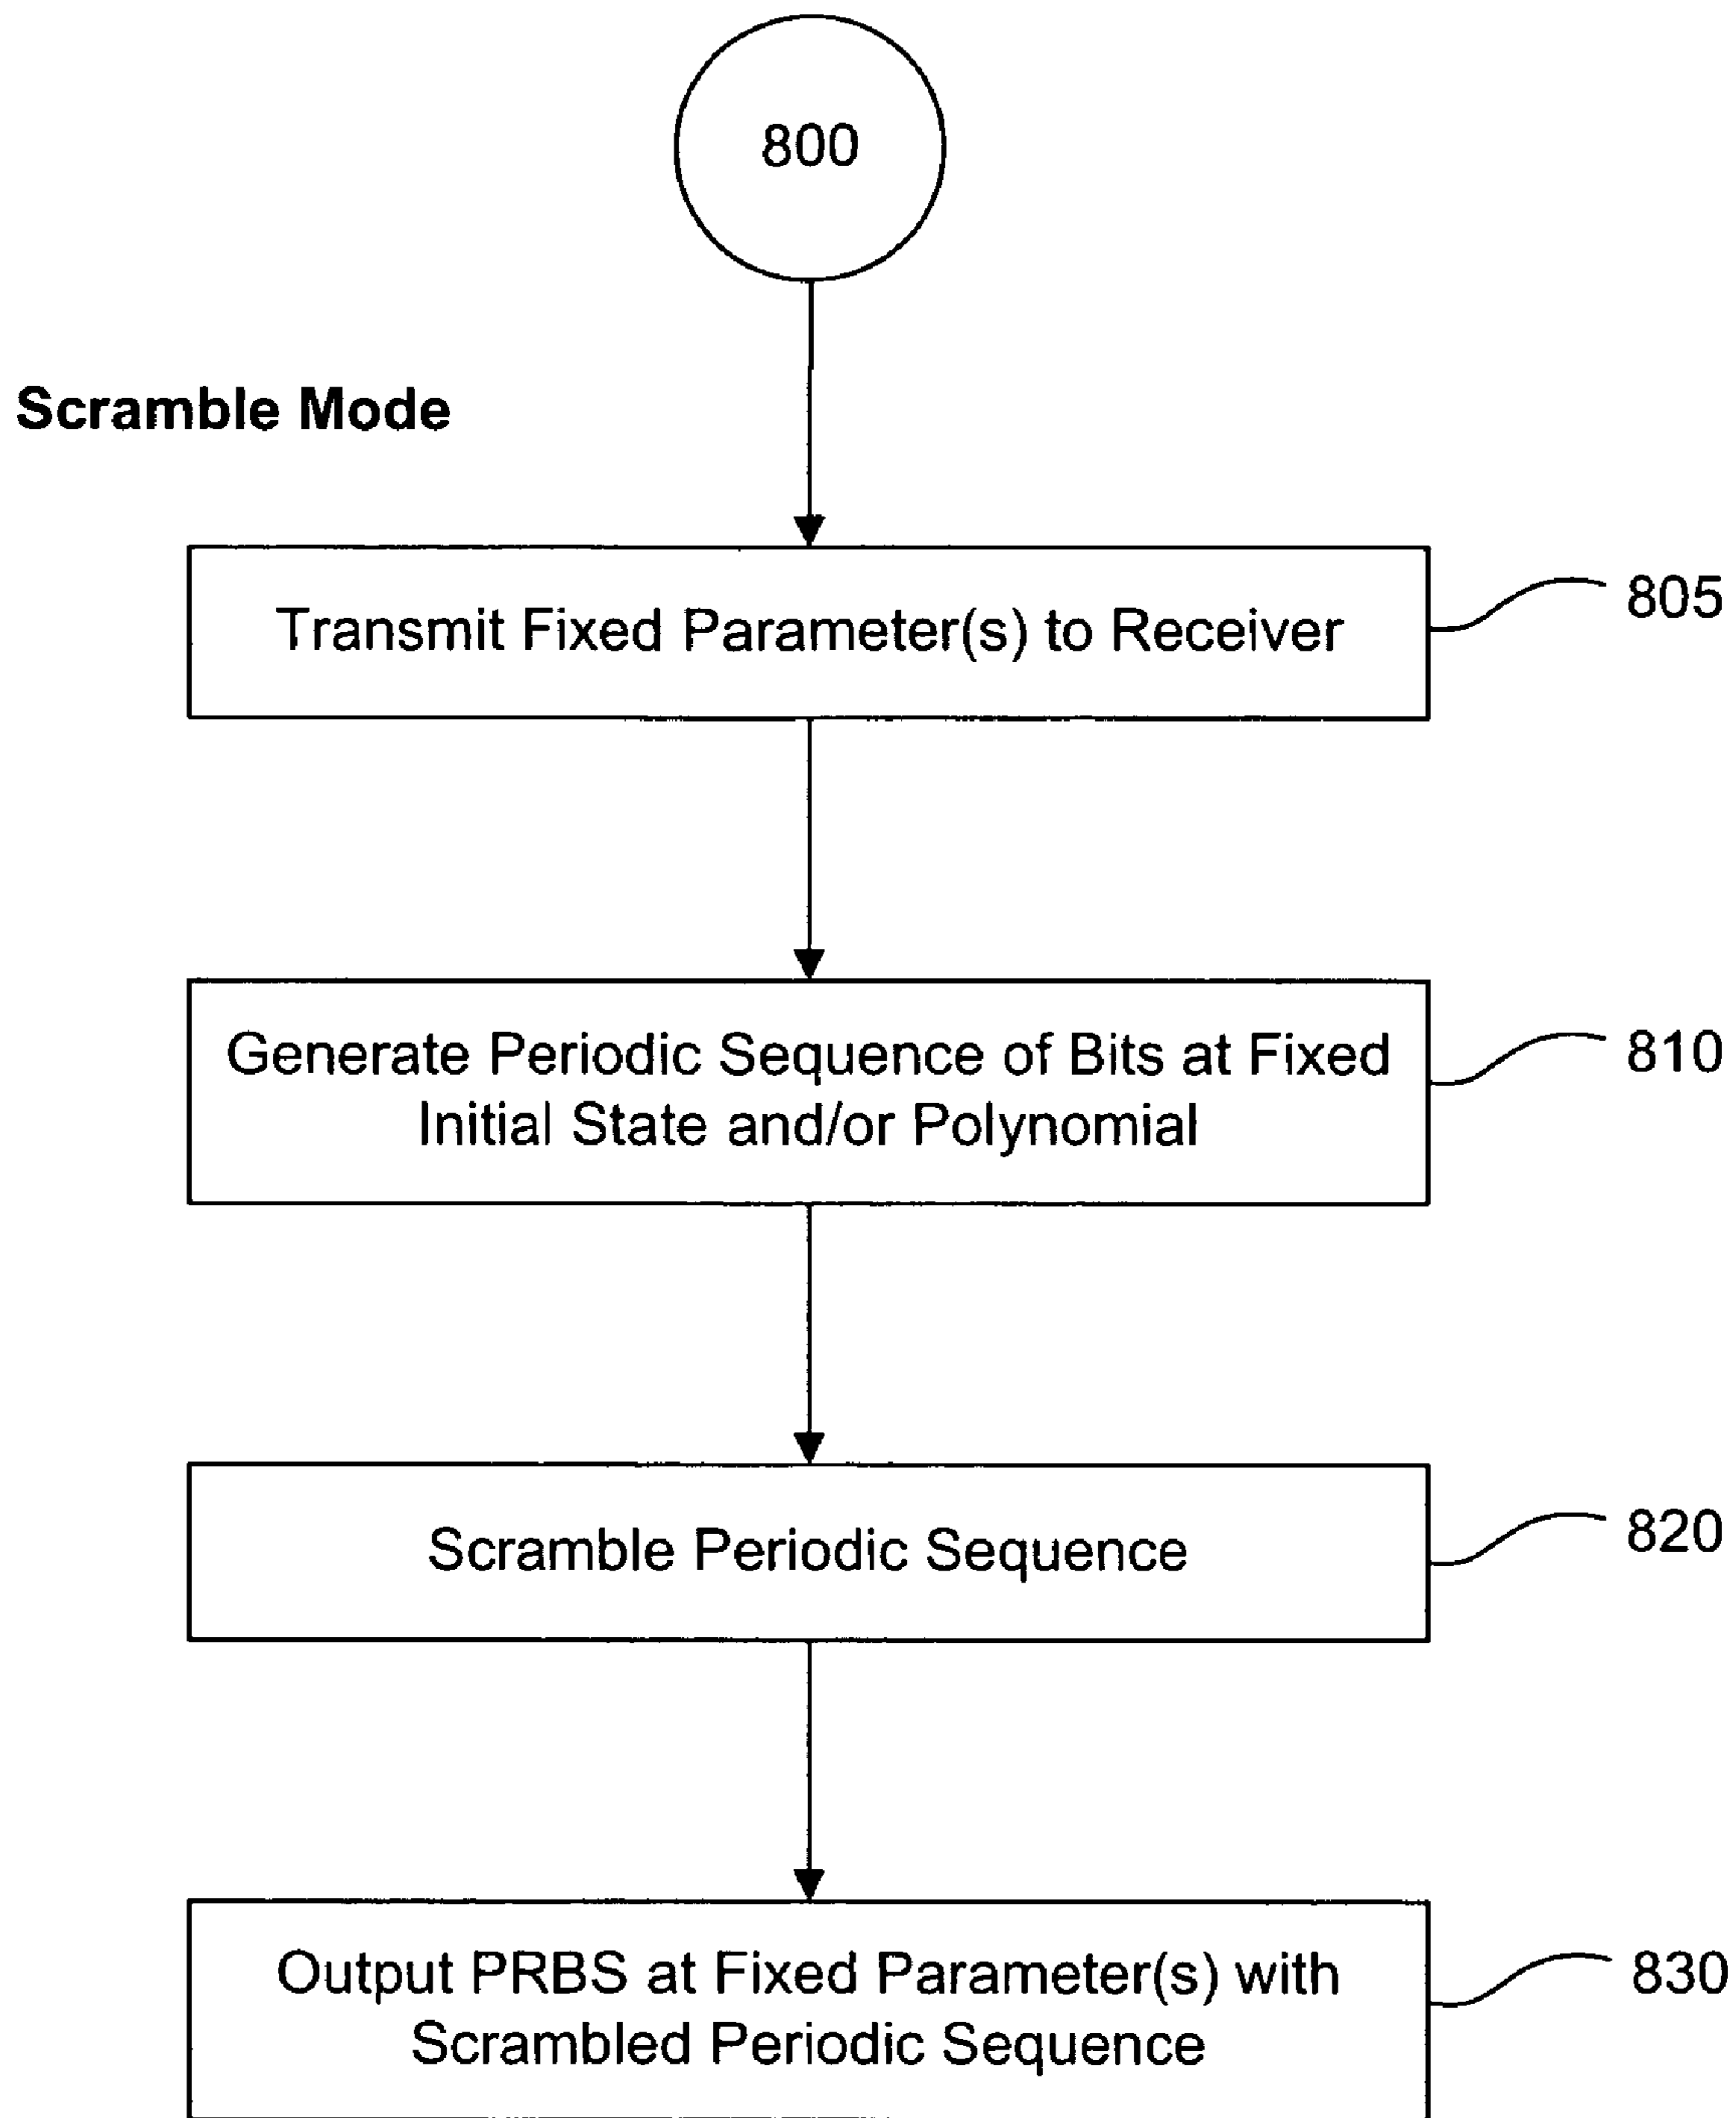 800
Scramble Mode
Transmit Fixed Parameter(s) to Receiver
805
Generate Periodic Sequence of Bits at Fixed
Initial State and/or Polynomial
810
Scramble Periodic Sequence
820
Output PRBS at Fixed Parameter(s) with
Scrambled Periodic Sequence
830